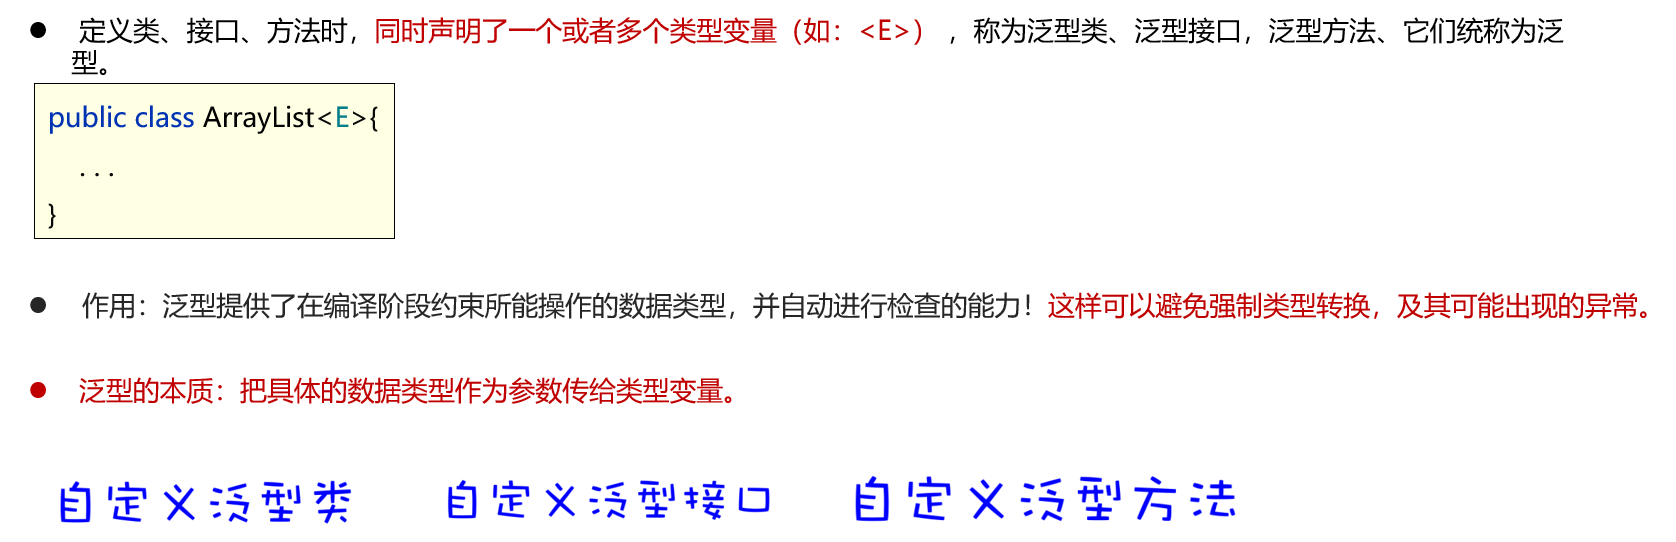 ● 定义类、接口、方法时，同时声明了一个或者多个类型变量（如：<E>） ，称为泛型类、泛型接口，泛型方法、它们统称为泛
型。
public class ArrayList<E>{
. . .
}
● 作用：泛型提供了在编译阶段约束所能操作的数据类型，并自动进行检查的能力！这样可以避免强制类型转换，及其可能出现的异常。
● 泛型的本质：把具体的数据类型作为参数传给类型变量。
自定义泛型类 自定义泛型接口 自定义泛型方法